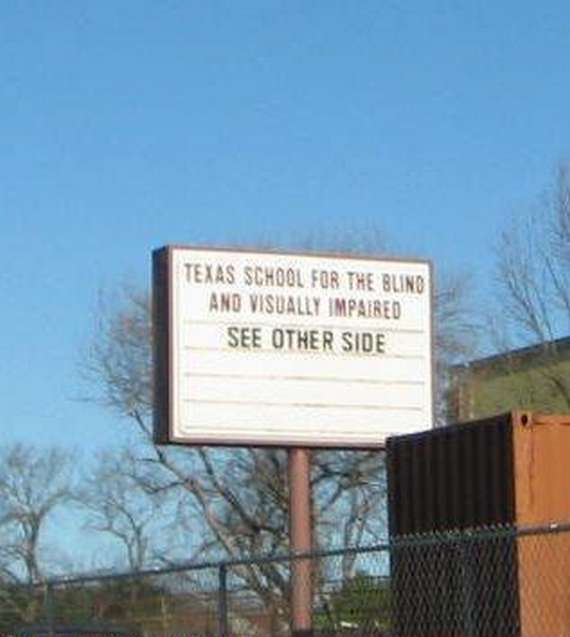 TEXAS SCHOOL FOR THE BLIND
AND VISUALLY IMPAIRED
SEE OTHER SIDE